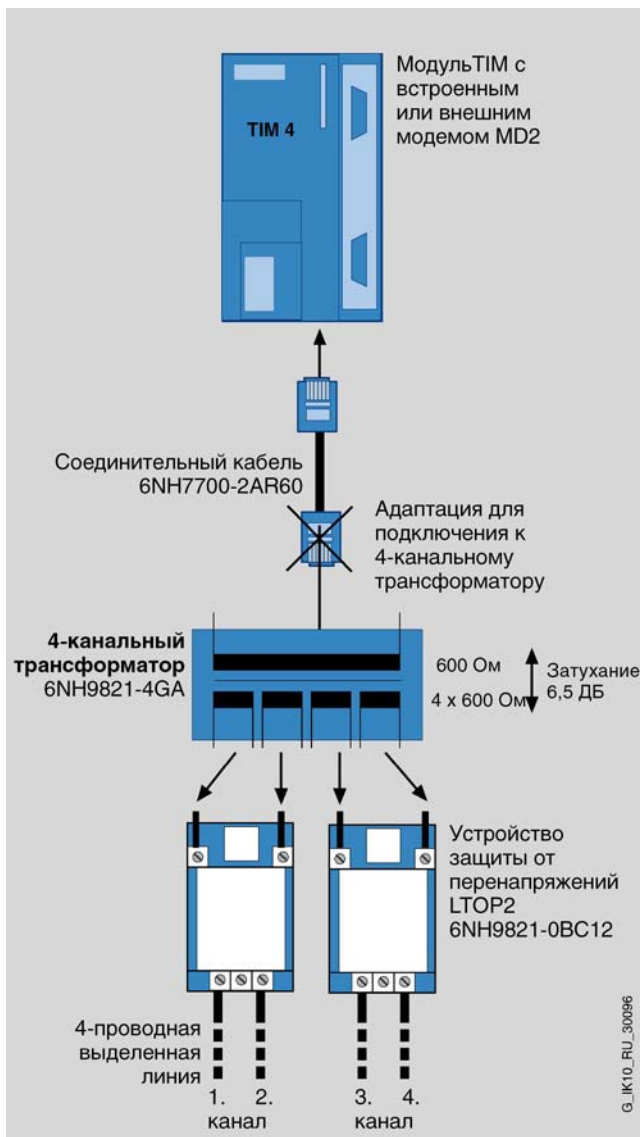 МодульTIM с
встроенным
или внешним
модемом MD2
TIM 4
Соединительный кабель
6NH7700-2AR60
Адаптация для
подключения к
4-канальному
трансформатору
4-канальный
трансформатор
6NH9821-4GA
600 Ом
4 x 600 Ом
Затухание
6,5 ДБ
Устройство
защиты от
перенапряжений
LTOP2
6NH9821-0BC12
4-проводная
выделенная
линия
1. 2.
канал
3. 4.
канал
G_IK10_RU_30096